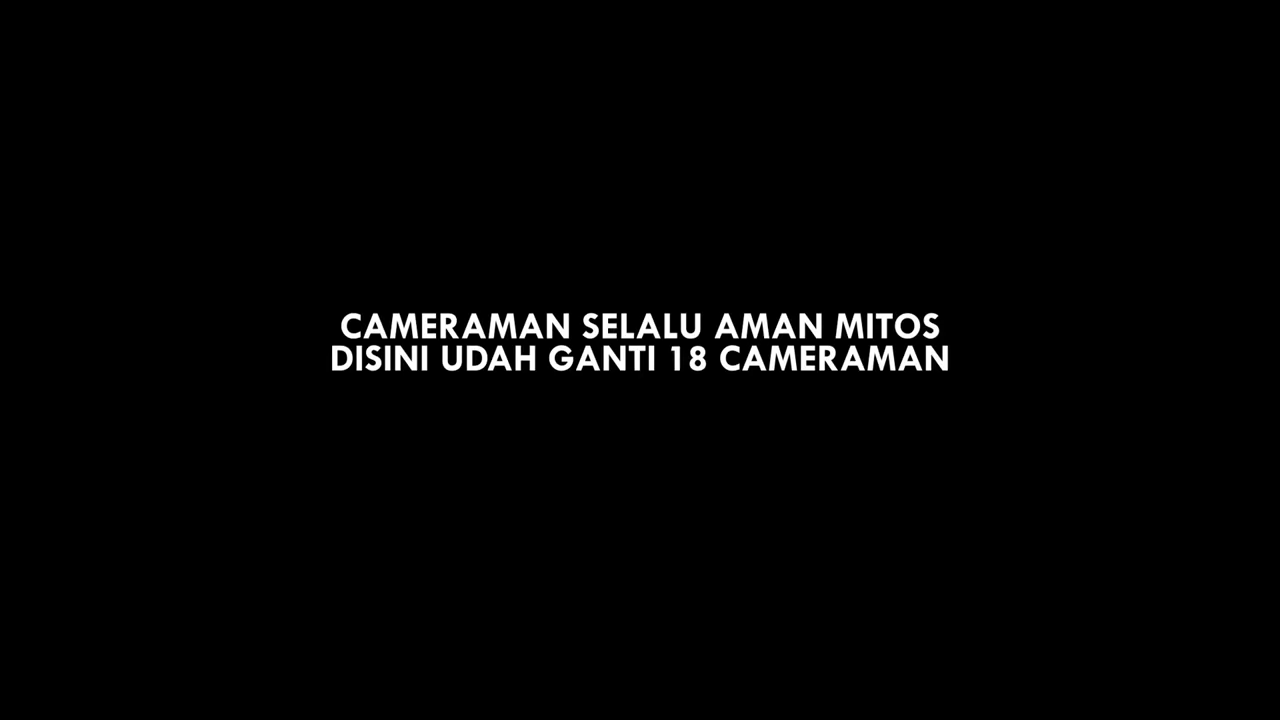 CAMERAMAN SELALU AMAN MITOS
DISINI UDAH GANTI 18 CAMERAMAN